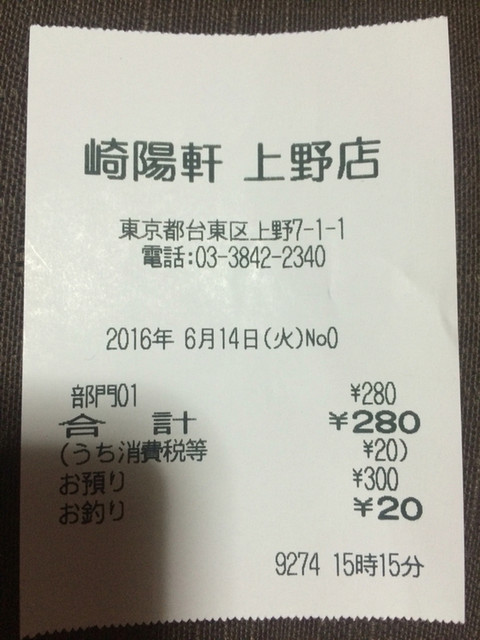 崎陽軒 上野店
東京都台東区上野7-1-1
電話:03-3842-2340
2016年 6月14日(火)No0
部門01 ¥280
合 計 ¥280
(うち消費税等 ¥20)
お預り ¥300
お釣り ¥20
9274 15時15分